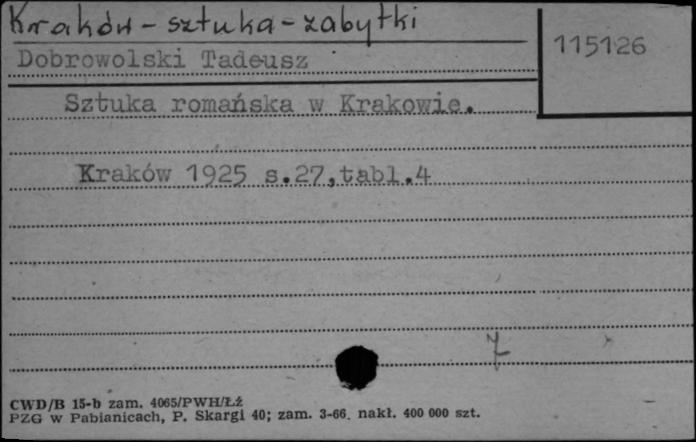 Kraków - sztuka - zabytki
115126
Dobrowolski Tadeusz
Sztuka romańska w Krakowie.
Kraków 1925 s.27,tabl.4
7
CWD/B 15-b zam. 4065/PWH/Łź
PZG w Pabianicach, P. Skargi 40; zam. 3-66. nakł. 400 000 szt.